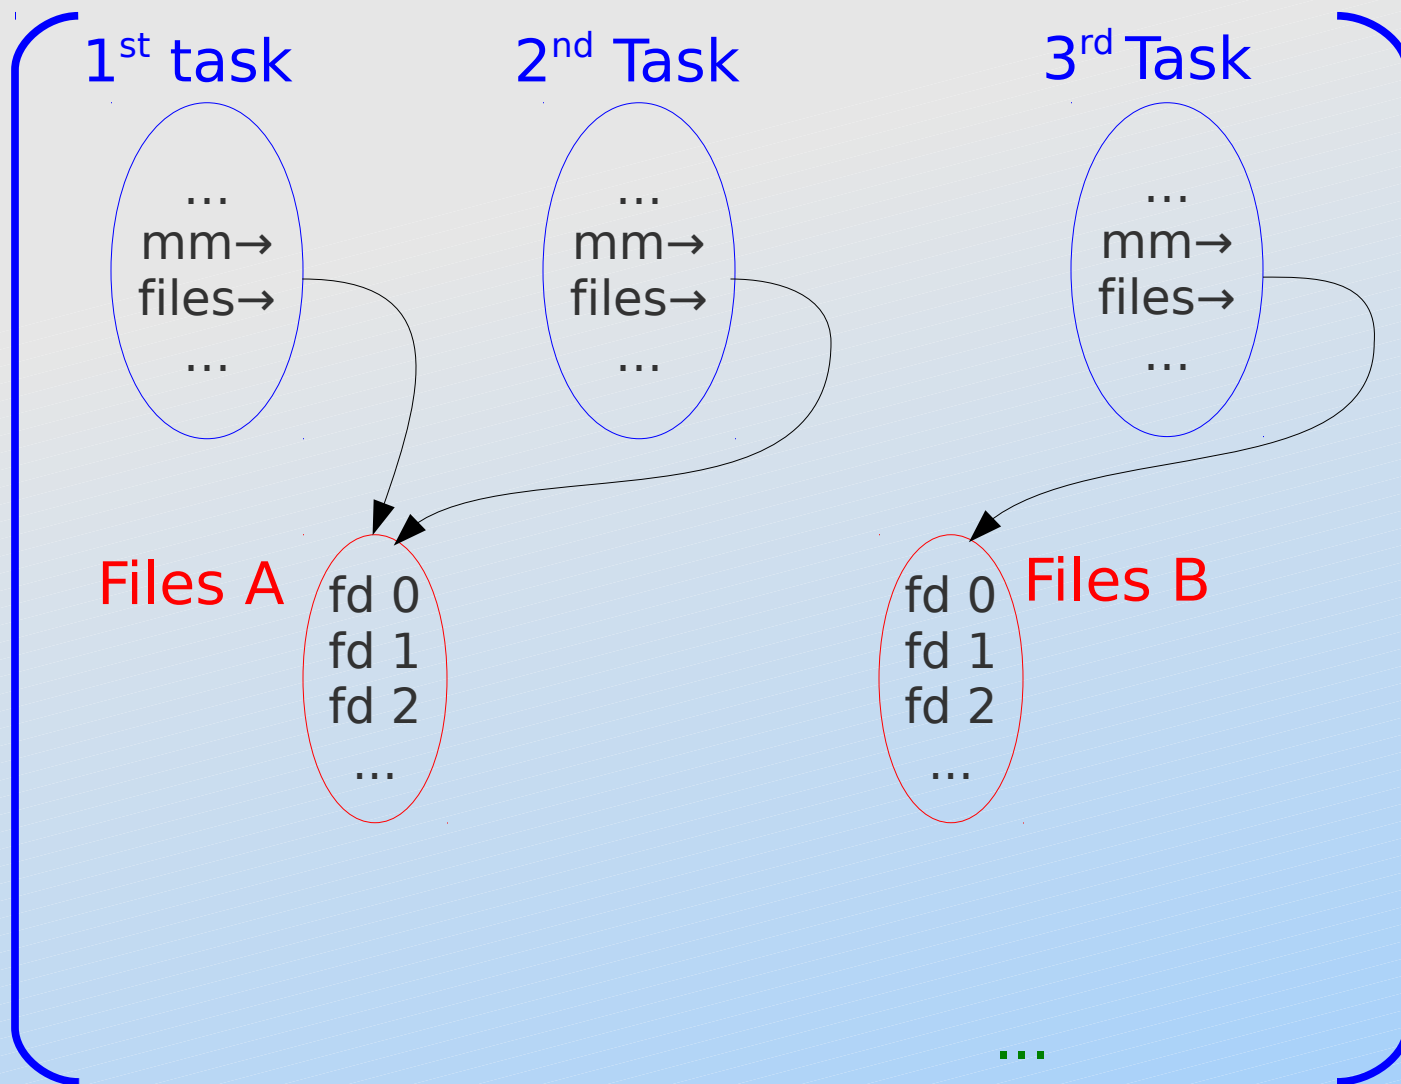 1st task
2nd Task
3rd Task
...
mm→
files→
...
...
mm→
files→
...
...
mm→
files→
...
Files A
fd 0
fd 1
fd 2
...
fd 0
fd 1
fd 2
...
Files B
...